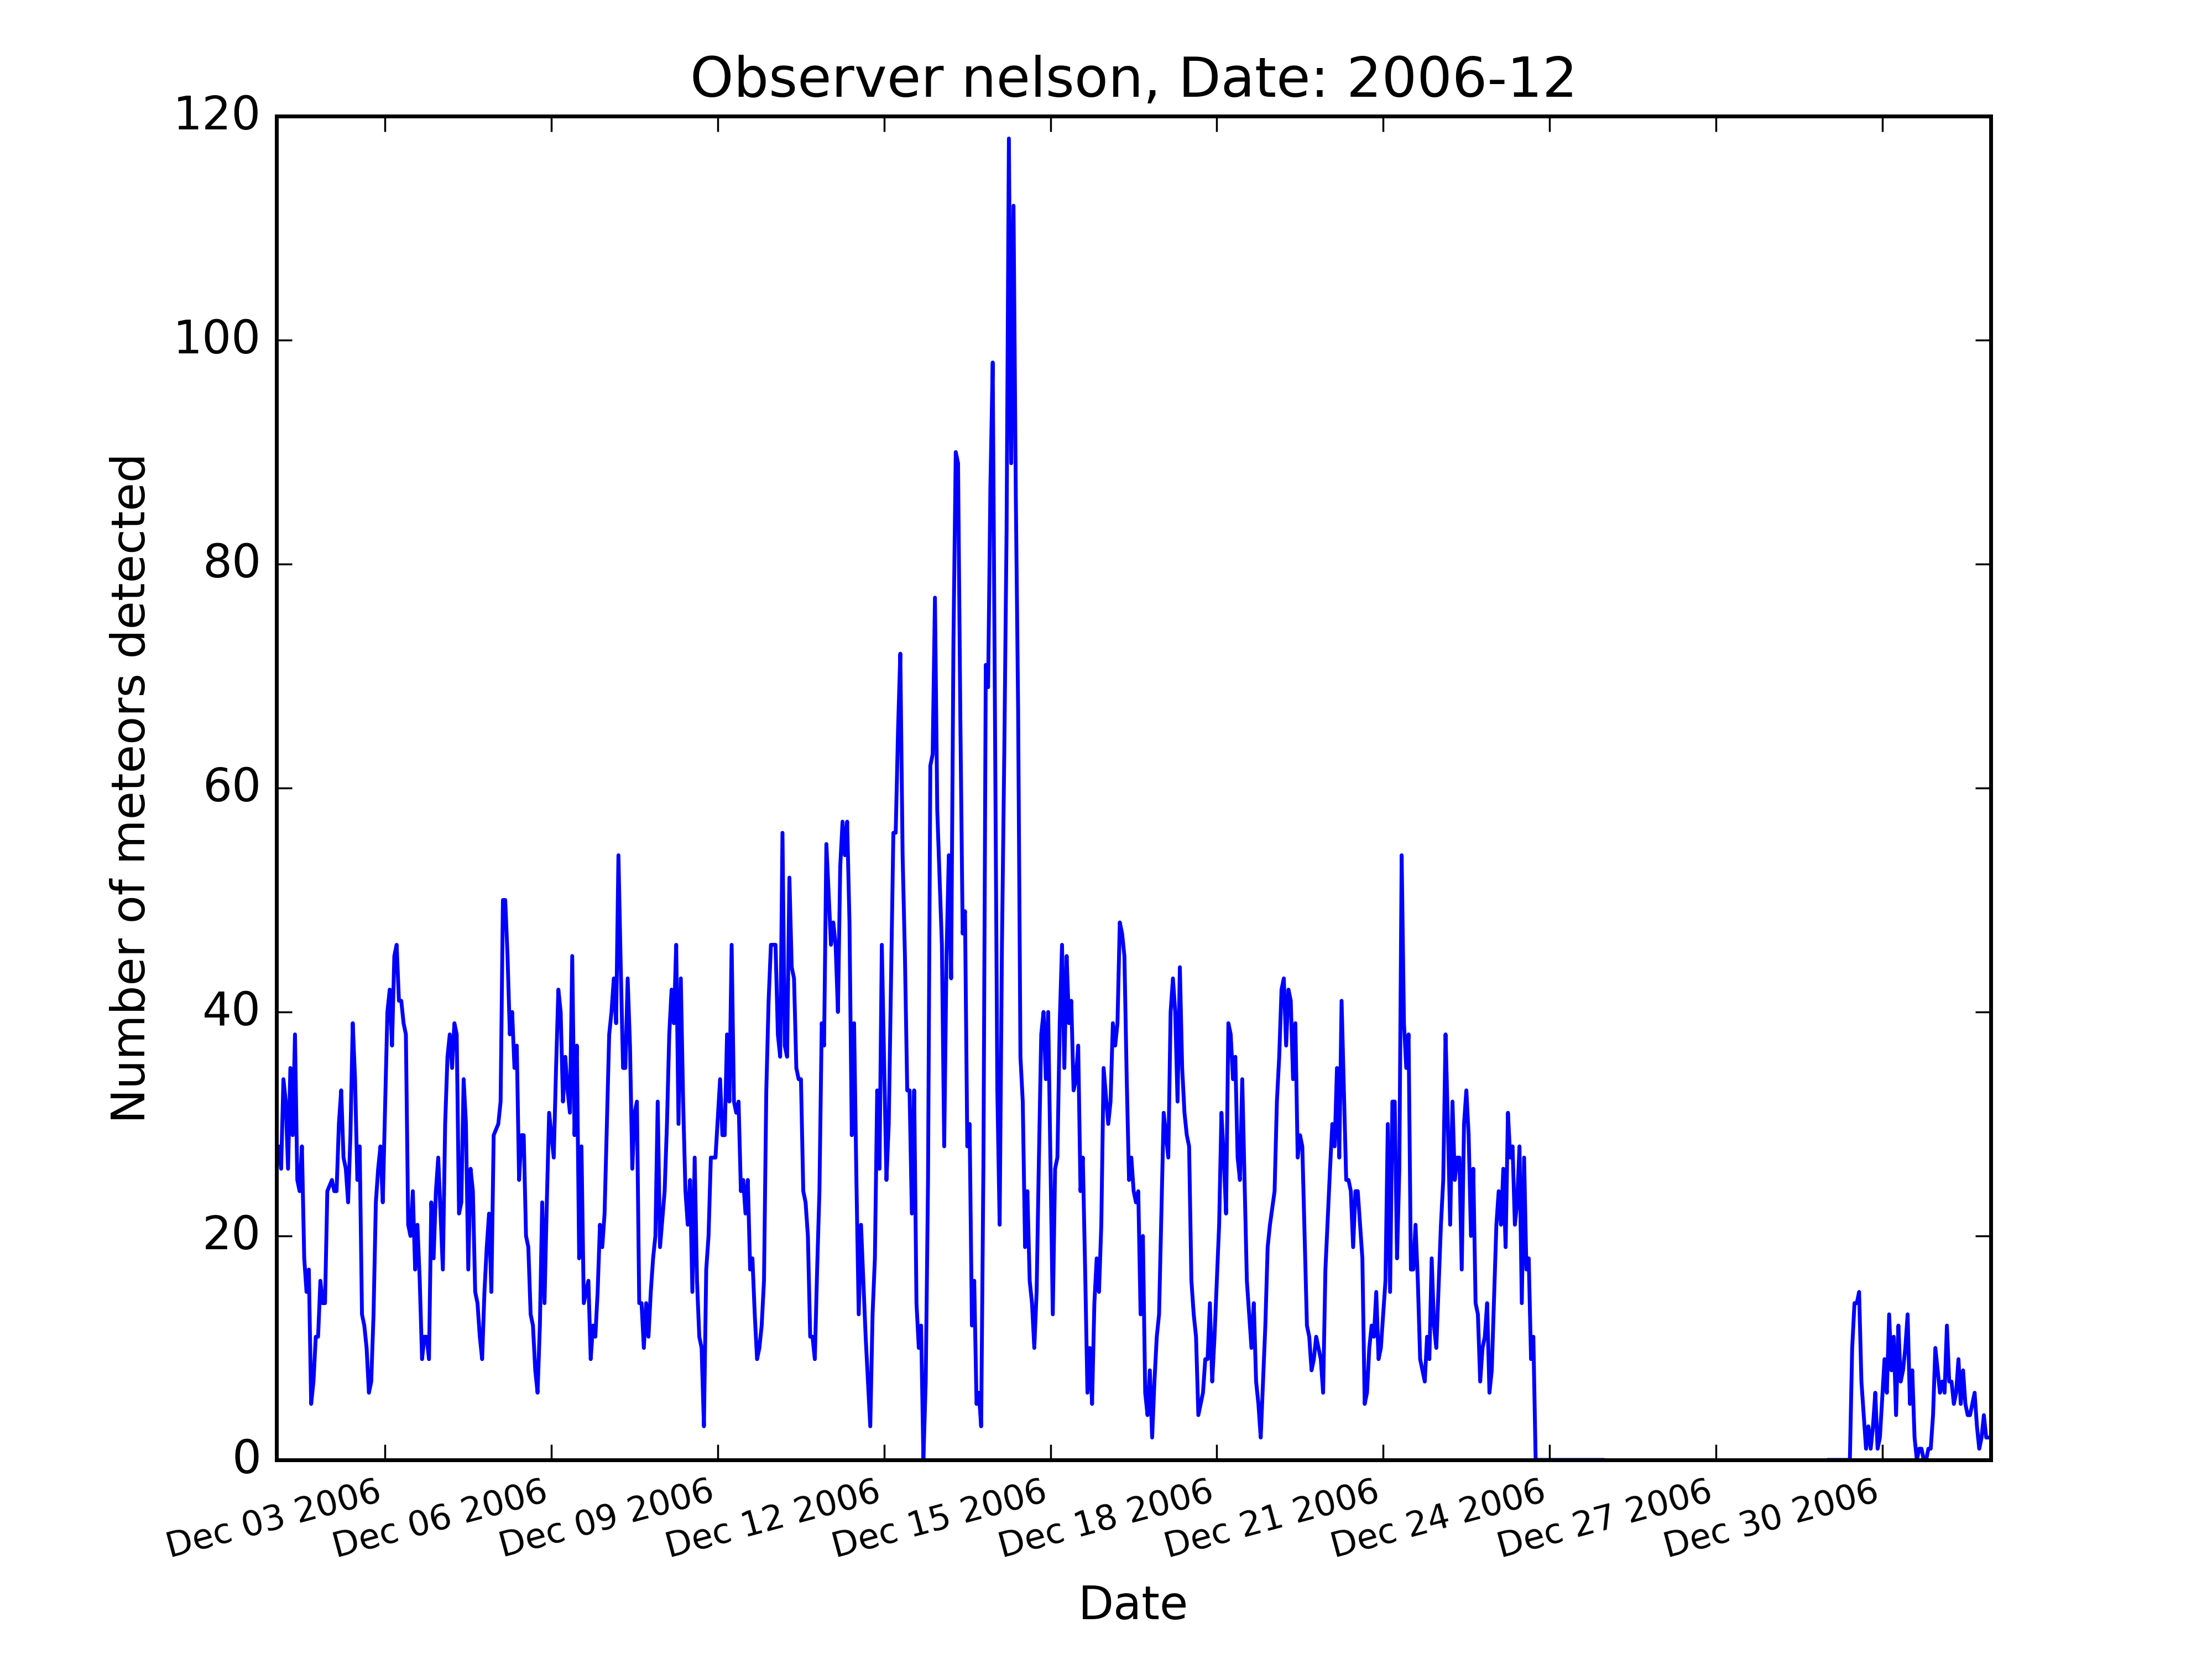 Observer nelson, Date: 2006-12
120
100
80
60
40
20
0
Number of meteors detected
Dec 03 2006
Dec 06 2006
Dec 09 2006
Dec 12 2006
Dec 15 2006
Dec 18 2006
Dec 21 2006
Dec 24 2006
Dec 27 2006
Dec 30 2006
Date